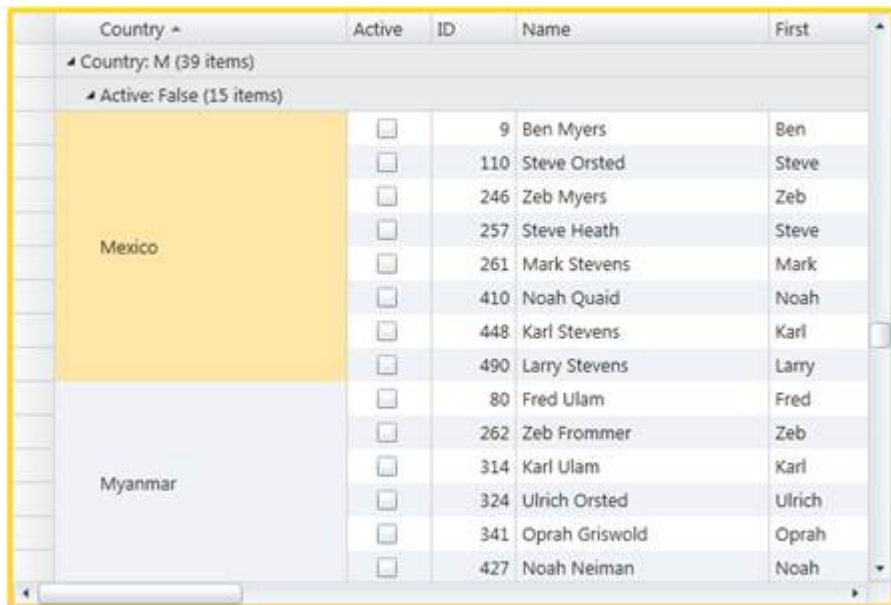 Country Active ID Name First
Country: M (39 items)
Active: False (15 items)
9 Ben Myers Ben
110 Steve Orsted Steve
246 Zeb Myers Zeb
257 Steve Heath Steve
Mexico
261 Mark Stevens Mark
410 Noah Quaid Noah
448 Karl Stevens Karl
490 Larry Stevens Larry
80 Fred Ulam Fred
262 Zeb Frommer Zeb
314 Karl Ulam Karl
Myanmar
324 Ulrich Orsted Ulrich
341 Oprah Griswold Oprah
427 Noah Neiman Noah